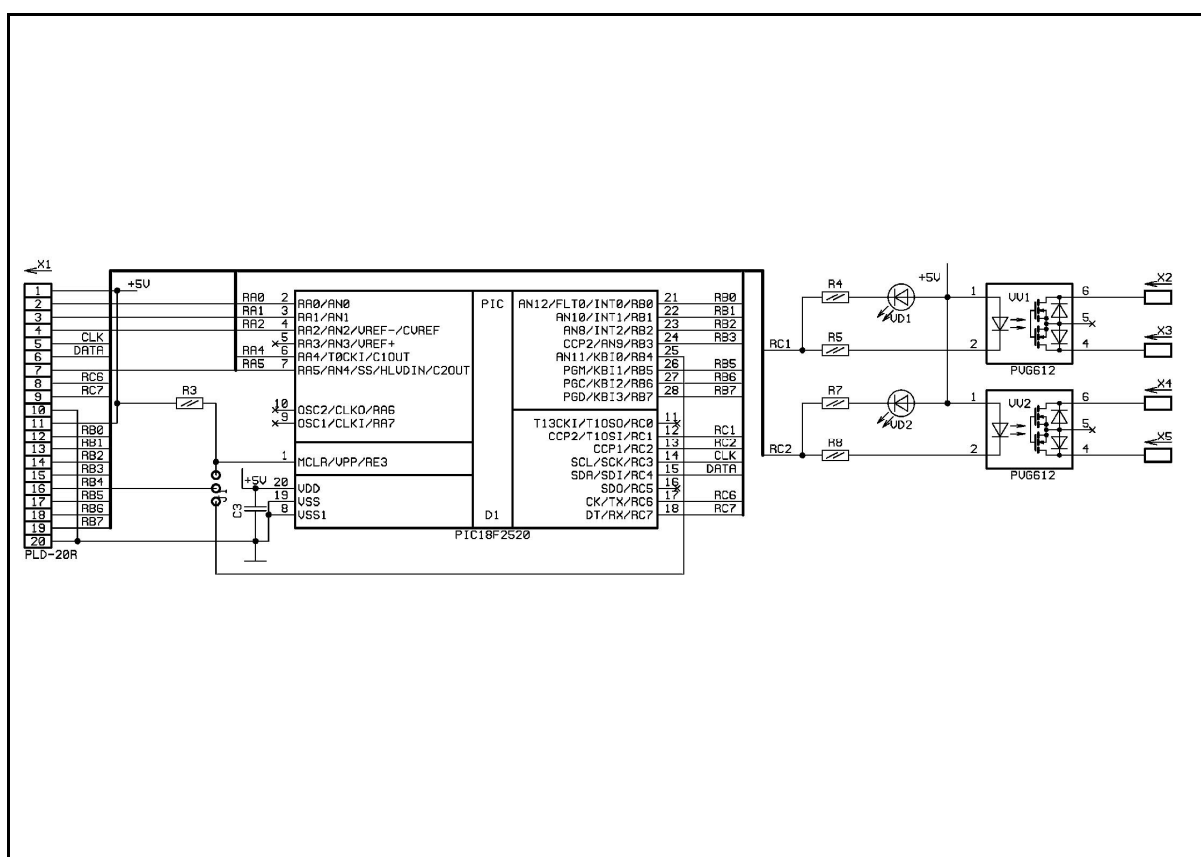 X1
1
2
3
4
5
6
7
8
9
10
11
12
13
14
15
16
17
18
19
20
PLD-20R
+5V
CLK
DATA
RC6
RC7
RB0
RB1
RB2
RB3
RB4
RB5
RB6
RB7
R3
J1
+5V
C3
RA0 2 RA0/AN0
RA1 3 RA1/AN1
RA2 4 RA2/AN2/VREF-/CVREF
5 RA3/AN3/VREF+
RA4 6 RA4/T0CKI/C1OUT
RA5 7 RA5/AN4/SS/HLVDIN/C2OUT
10 OSC2/CLKO/RA6
9 OSC1/CLKI/RA7
1 MCLR/VPP/RE3
20 VDD
19 VSS
8 VSS1
PIC
D1
PIC18F2520
AN12/FLT0/INT0/RB0 21 RB0
AN10/INT1/RB1 22 RB1
AN8/INT2/RB2 23 RB2
CCP2/AN9/RB3 24 RB3
AN11/KBI0/RB4 25
PGM/KBI1/RB5 26 RB5
PGC/KBI2/RB6 27 RB6
PGD/KBI3/RB7 28 RB7
T13CKI/T1OSO/RC0 11
CCP2/T1OSI/RC1 12 RC1
CCP1/RC2 13 RC2
SCL/SCK/RC3 14 CLK
SDA/SDI/RC4 15 DATA
SDO/RC5 16
CK/TX/RC6 17 RC6
DT/RX/RC7 18 RC7
RC1
R4
VD1
R5
+5V
1
2
VU1
6
5
4
PVG612
X2
X3
RC2
R7
VD2
R8
1
2
VU2
6
5
4
PVG612
X4
X5